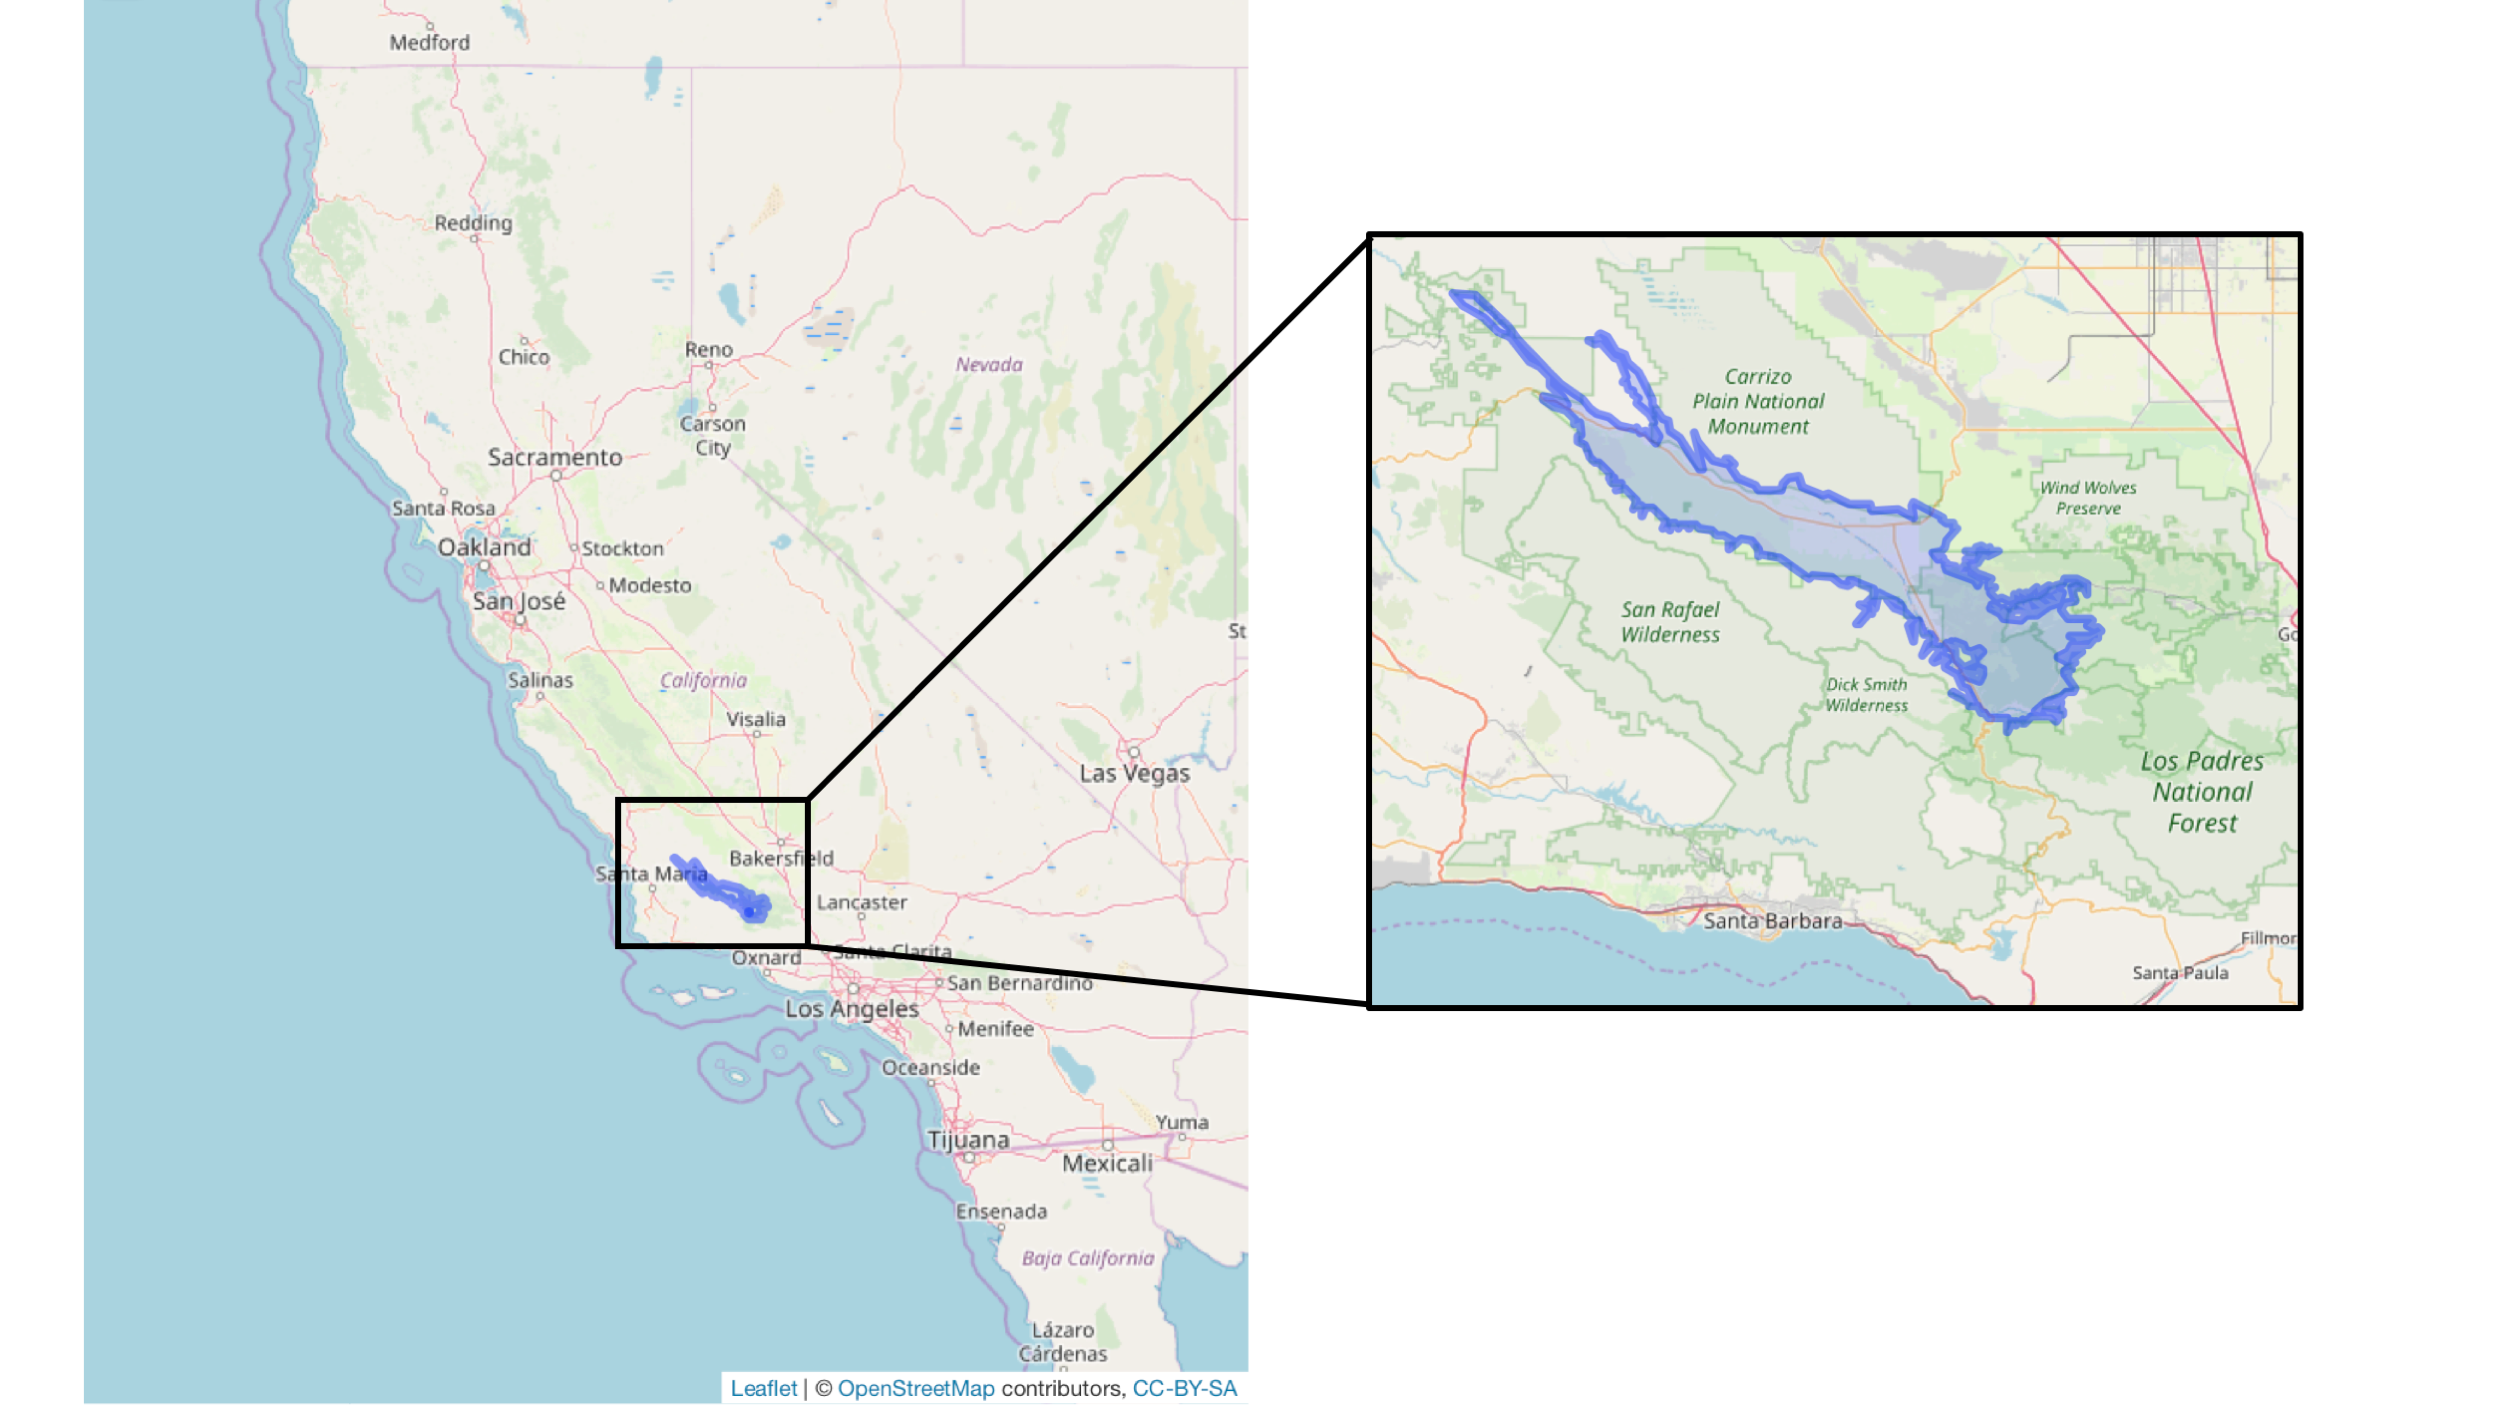 Medford
Redding
Chico
Reno
Nevada
Carson
City
Sacramento
Santa Rosa
Oakland
Stockton
Modesto
San José
St
Salinas
California
Visalia
Las Vegas
Bakersfield
Santa Maria
Lancaster
Santa Clarita
Oxnard
San Bernardino
Los Angeles
Menifee
Oceanside
Yuma
Tijuana
Mexicali
Ensenada
Baja California
Lázaro
Cárdenas
Leaflet | © OpenStreetMap contributors, CC-BY-SA
Carrizo
Plain National
Monument
Wind Wolves
Preserve
San Rafael
Wilderness
Go
Dick Smith
Wilderness
Los Padres
National
Forest
Santa Barbara
Fillmor
Santa Paula